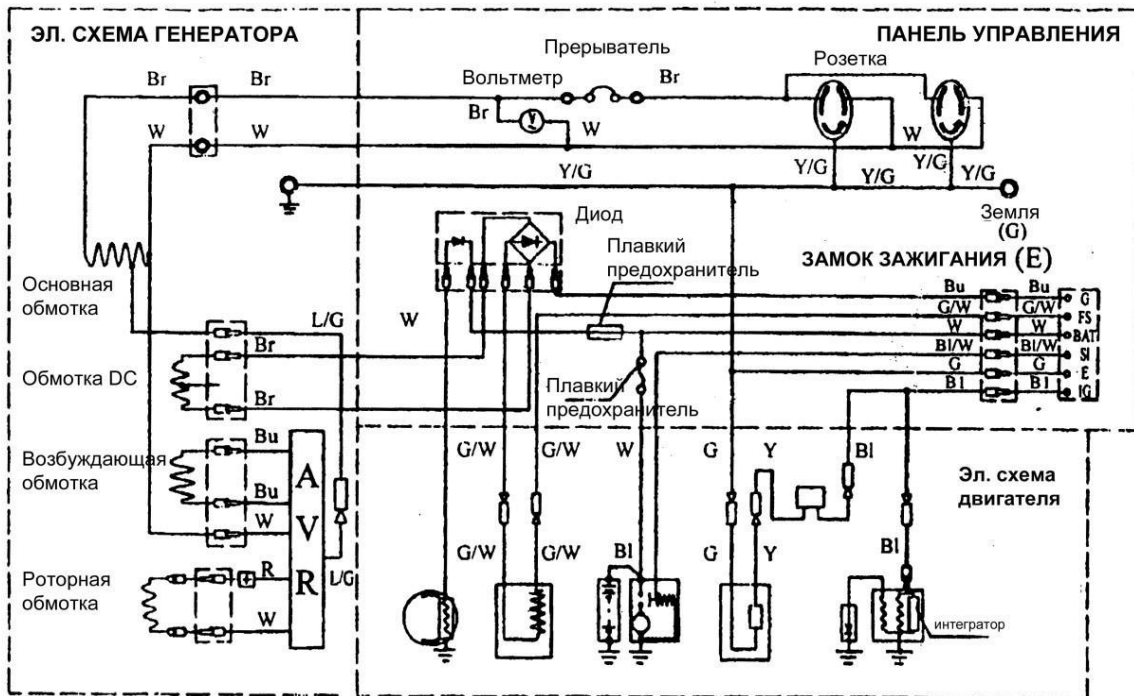 ЭЛ. СХЕМА ГЕНЕРАТОРА
ПАНЕЛЬ УПРАВЛЕНИЯ
Прерыватель
Розетка
Вольтметр
Br
Br
Br
Br
V
W
W
W
W
Y/G
Y/G
Y/G
Y/G
Y/G
Диод
Земля
(G)
Плавкий
предохранитель
ЗАМОК ЗАЖИГАНИЯ (E)
Основная
обмотка
L/G
W
Bu
Bu
G
G/W
G/W
FS
W
W
BAT
Bl/W
Bl/W
SI
G
G
E
Bl
Bl
IG
Br
Обмотка DC
Br
Плавкий
предохранитель
Возбуждающая
обмотка
Bu
Bu
W
A
V
R
G/W
G/W
W
G
Y
Bl
Эл. схема
двигателя
G/W
G/W
Bl
G
Y
Bl
Роторная
обмотка
R
W
L/G
интегратор